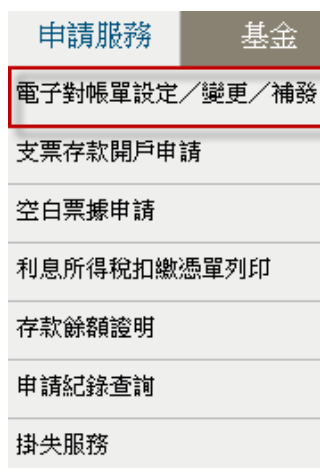 申請服務 基金
電子對帳單設定／變更／補發
支票存款開戶申請
空白票據申請
利息所得稅扣繳憑單列印
存款餘額證明
申請紀錄查詢
掛失服務